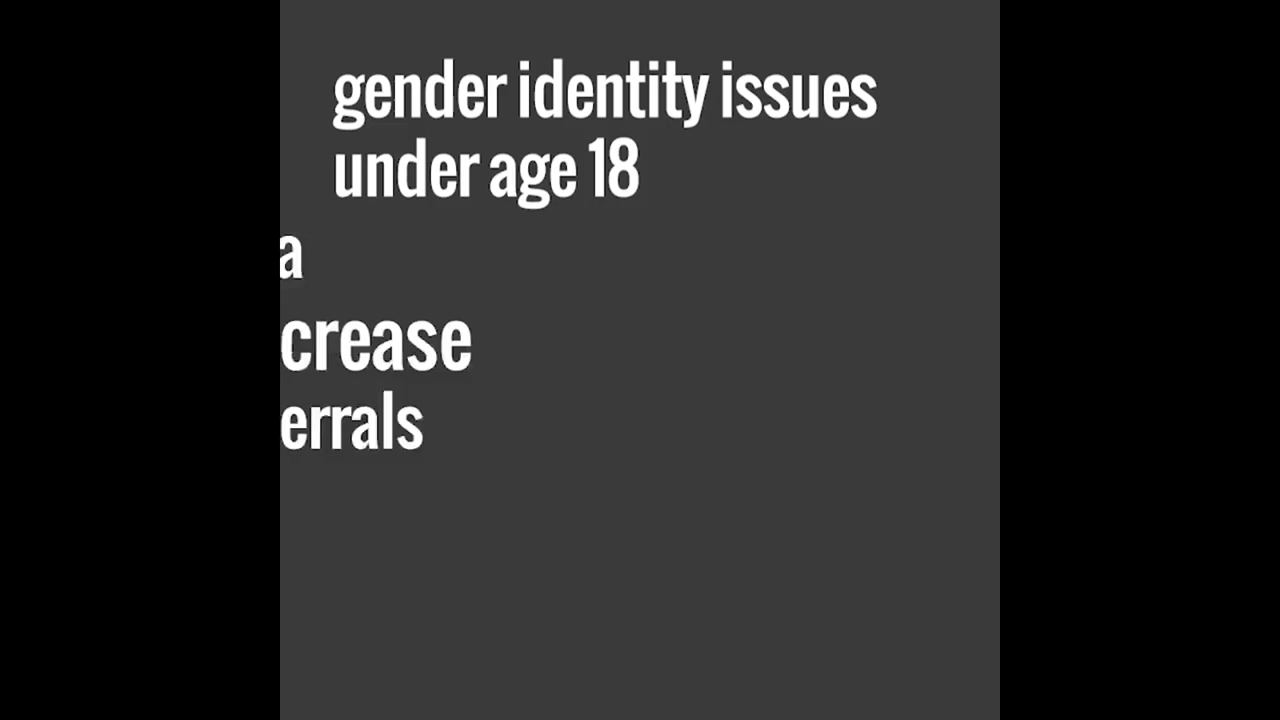 gender identity issues
under age 18
a
crease
errals